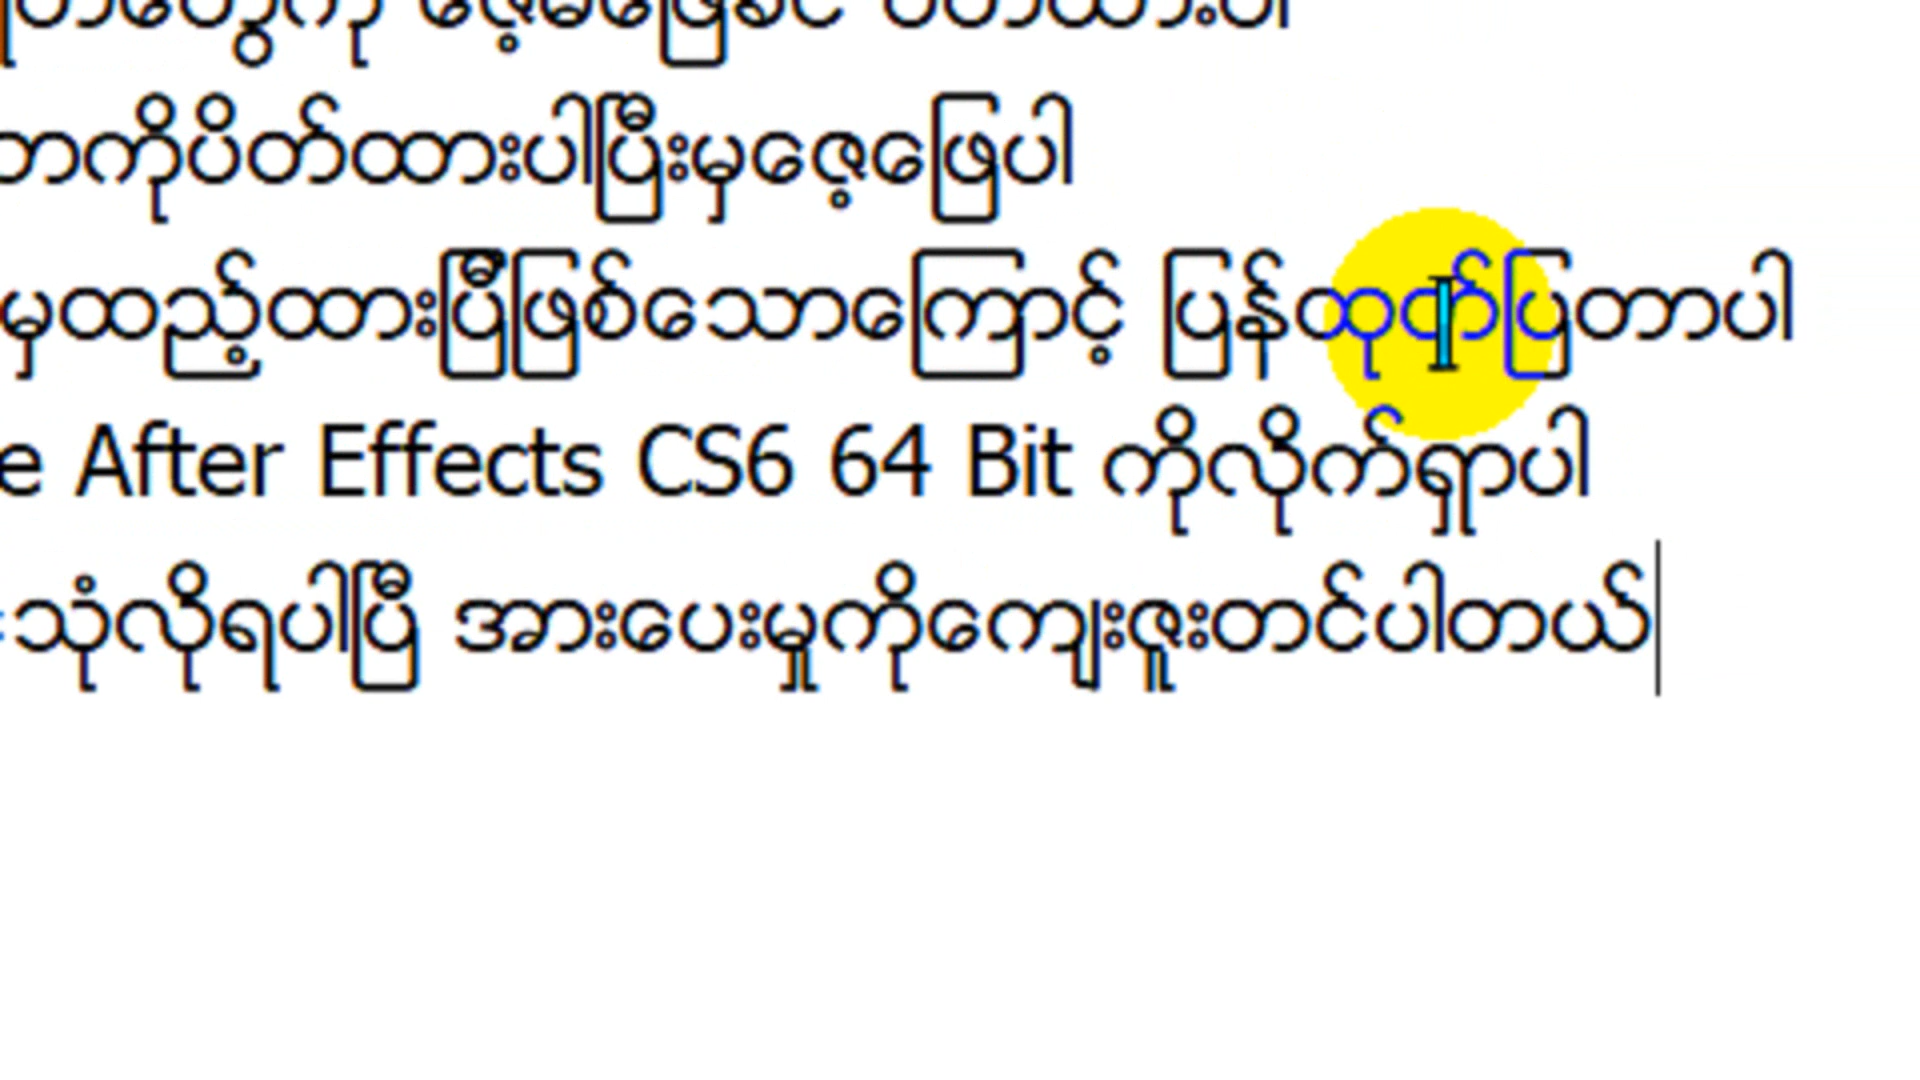 ဘာကိုပိတ်ထားပါပြီးမှဇေ့ဖြေပါ
မှထည့်ထားပြီဖြစ်သောကြောင့် ပြန်ထုတ်ပြတာပါ
e After Effects CS6 64 Bit ကိုလိုက်ရှာပါ
းသုံလိုရပါပြီ အားပေးမှုကိုကျေးဇူးတင်ပါတယ်